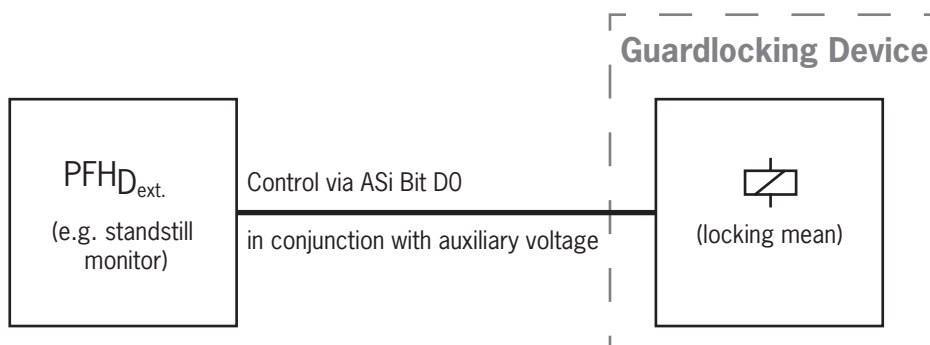 Guardlocking Device
PFHDext.
(e.g. standstill
monitor)
Control via ASi Bit D0
in conjunction with auxiliary voltage
(locking mean)